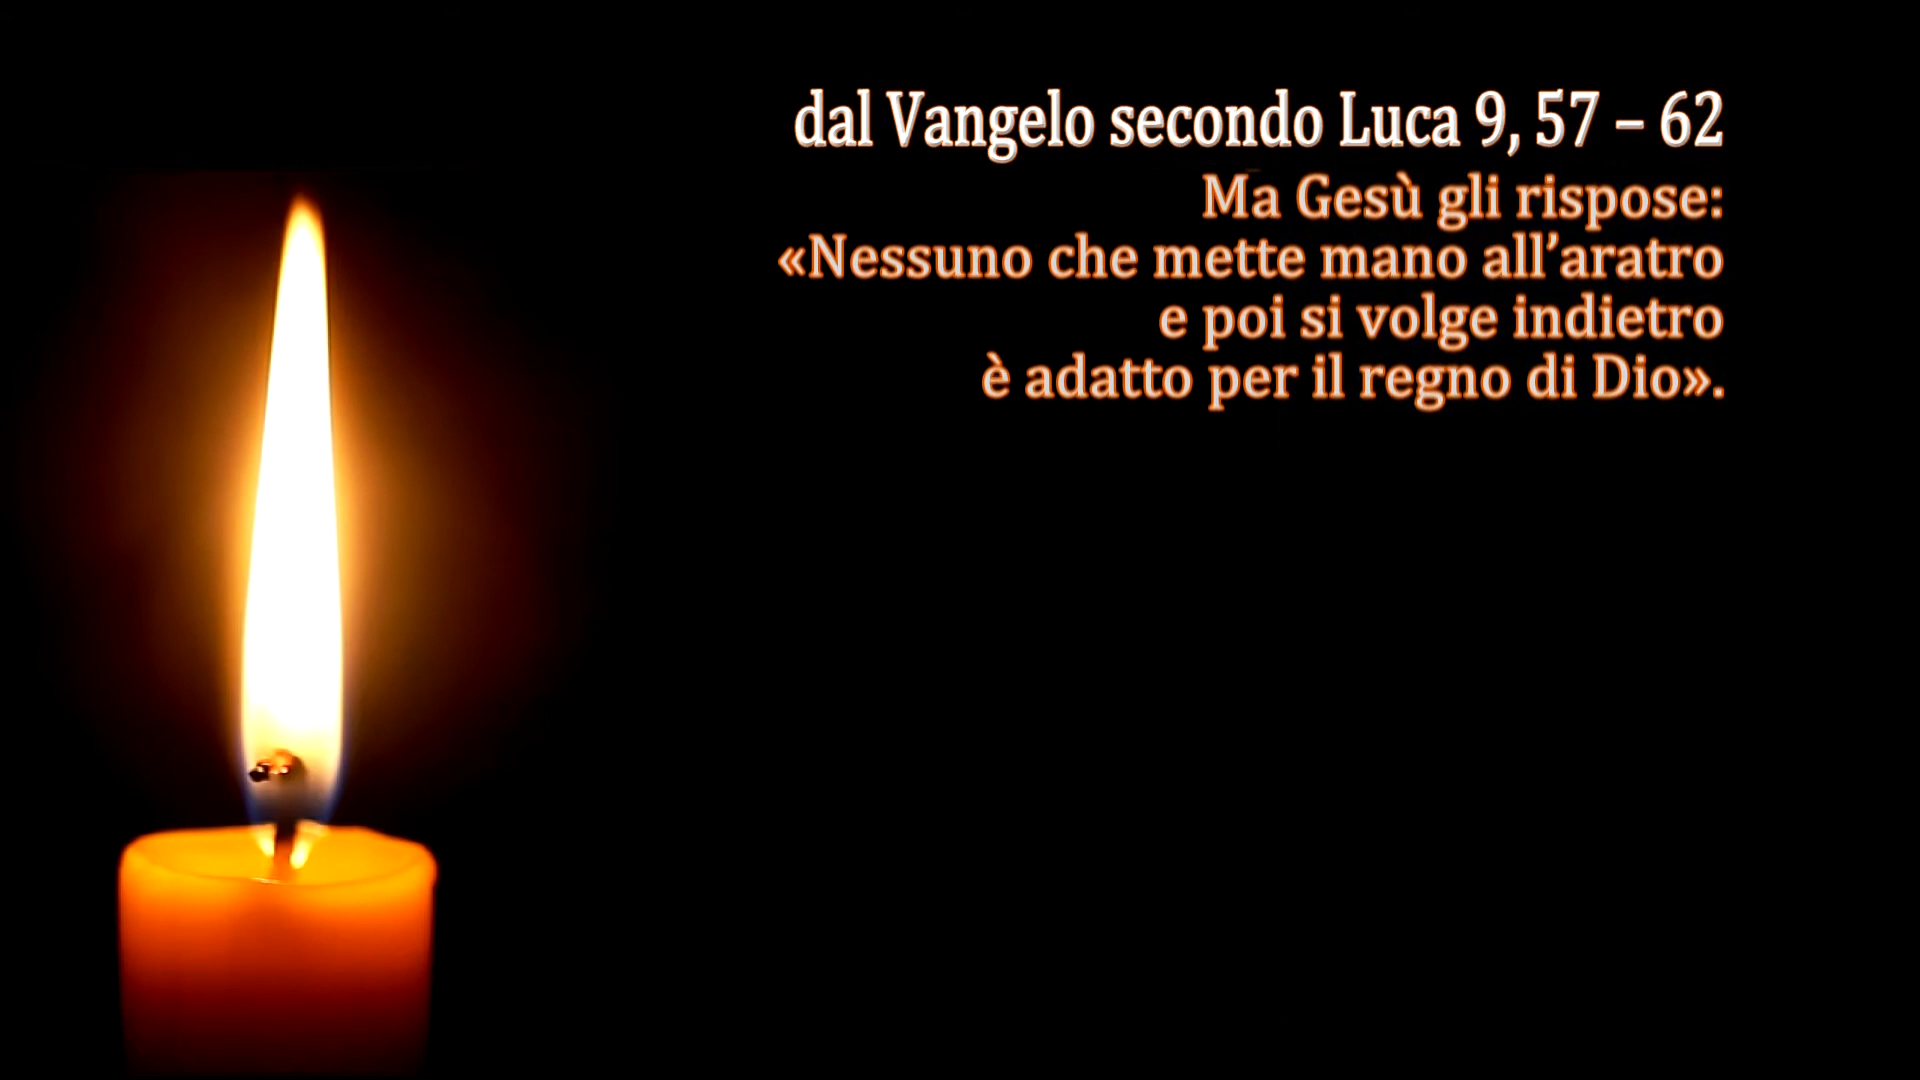 dal Vangelo secondo Luca 9, 57 – 62
Ma Gesù gli rispose:
«Nessuno che mette mano all’aratro
e poi si volge indietro
è adatto per il regno di Dio».